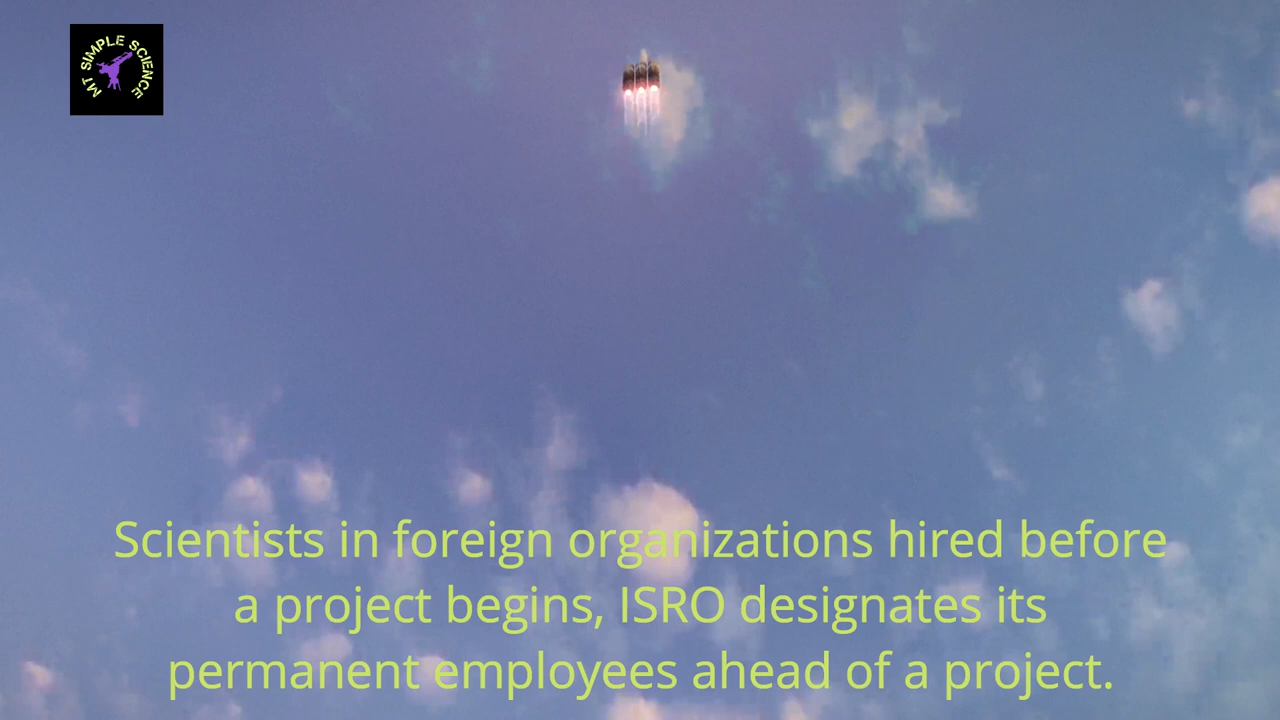 MT SIMPLE SCIENCE
Scientists in foreign organizations hired before
a project begins, ISRO designates its
permanent employees ahead of a project.